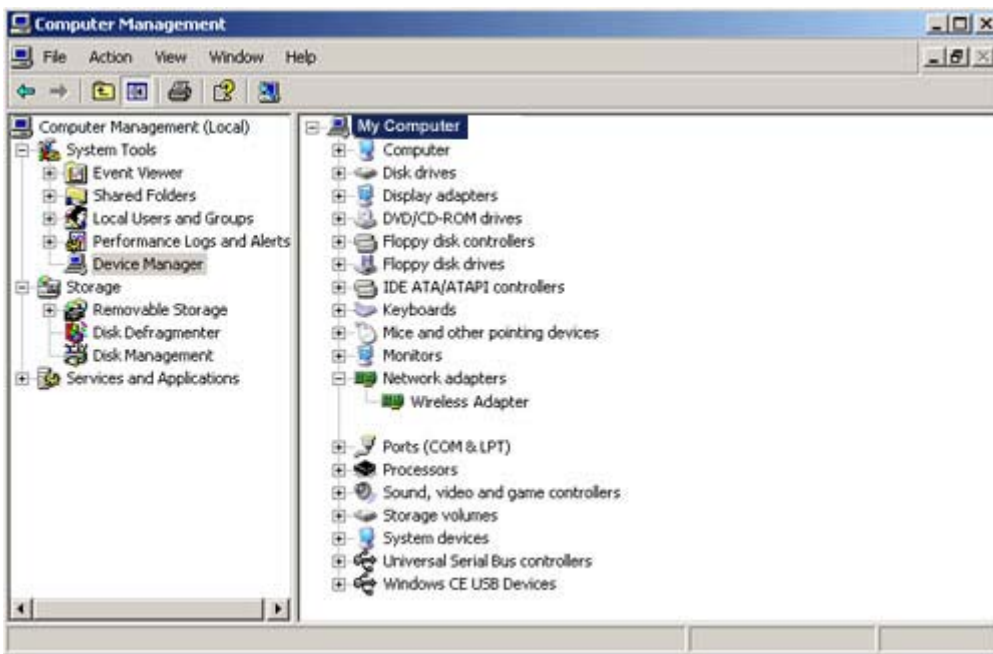 Computer Management
File Action View Window Help
Computer Management (Local)
System Tools
Event Viewer
Shared Folders
Local Users and Groups
Performance Logs and Alerts
Device Manager
Storage
Removable Storage
Disk Defragmenter
Disk Management
Services and Applications
My Computer
Computer
Disk drives
Display adapters
DVD/CD-ROM drives
Floppy disk controllers
Floppy disk drives
IDE ATA/ATAPI controllers
Keyboards
Mice and other pointing devices
Monitors
Network adapters
Wireless Adapter
Ports (COM & LPT)
Processors
Sound, video and game controllers
Storage volumes
System devices
Universal Serial Bus controllers
Windows CE USB Devices